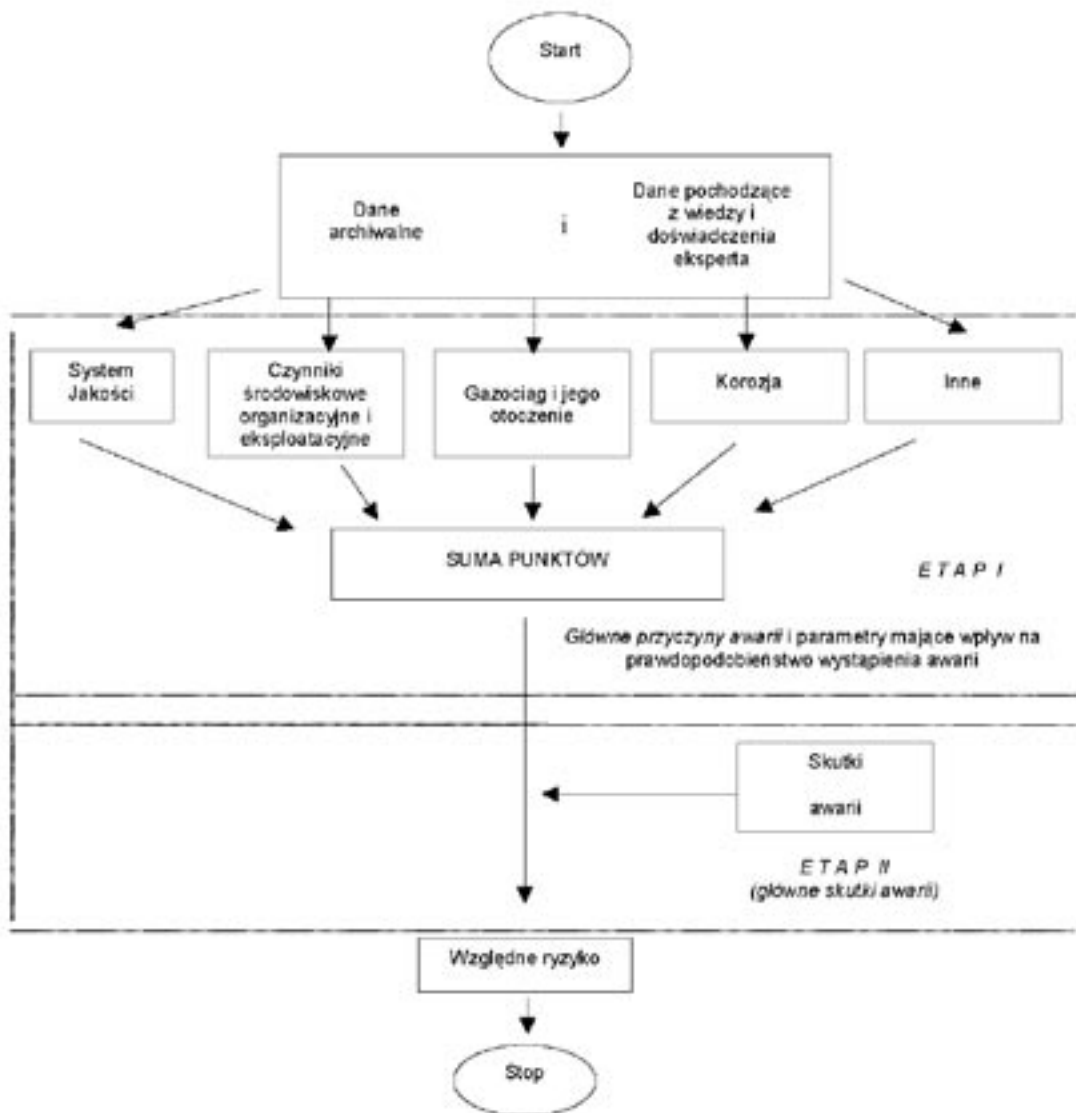 Start
Dane
archiwalne
i
Dane pochodzące
z wiedzy i
doświadczenia
eksperta
System
Jakości
Czynniki
środowiskowe
organizacyjne i
eksploatacyjne
Gazociąg i jego
otoczenie
Korozja
Inne
SUMA PUNKTÓW
ETAP I
Główne przyczyny awarii i parametry mające wpływ na
prawdopodobieństwo wystąpienia awarii
Skutki
awarii
ETAP II
(główne skutki awarii)
Względne ryzyko
Stop